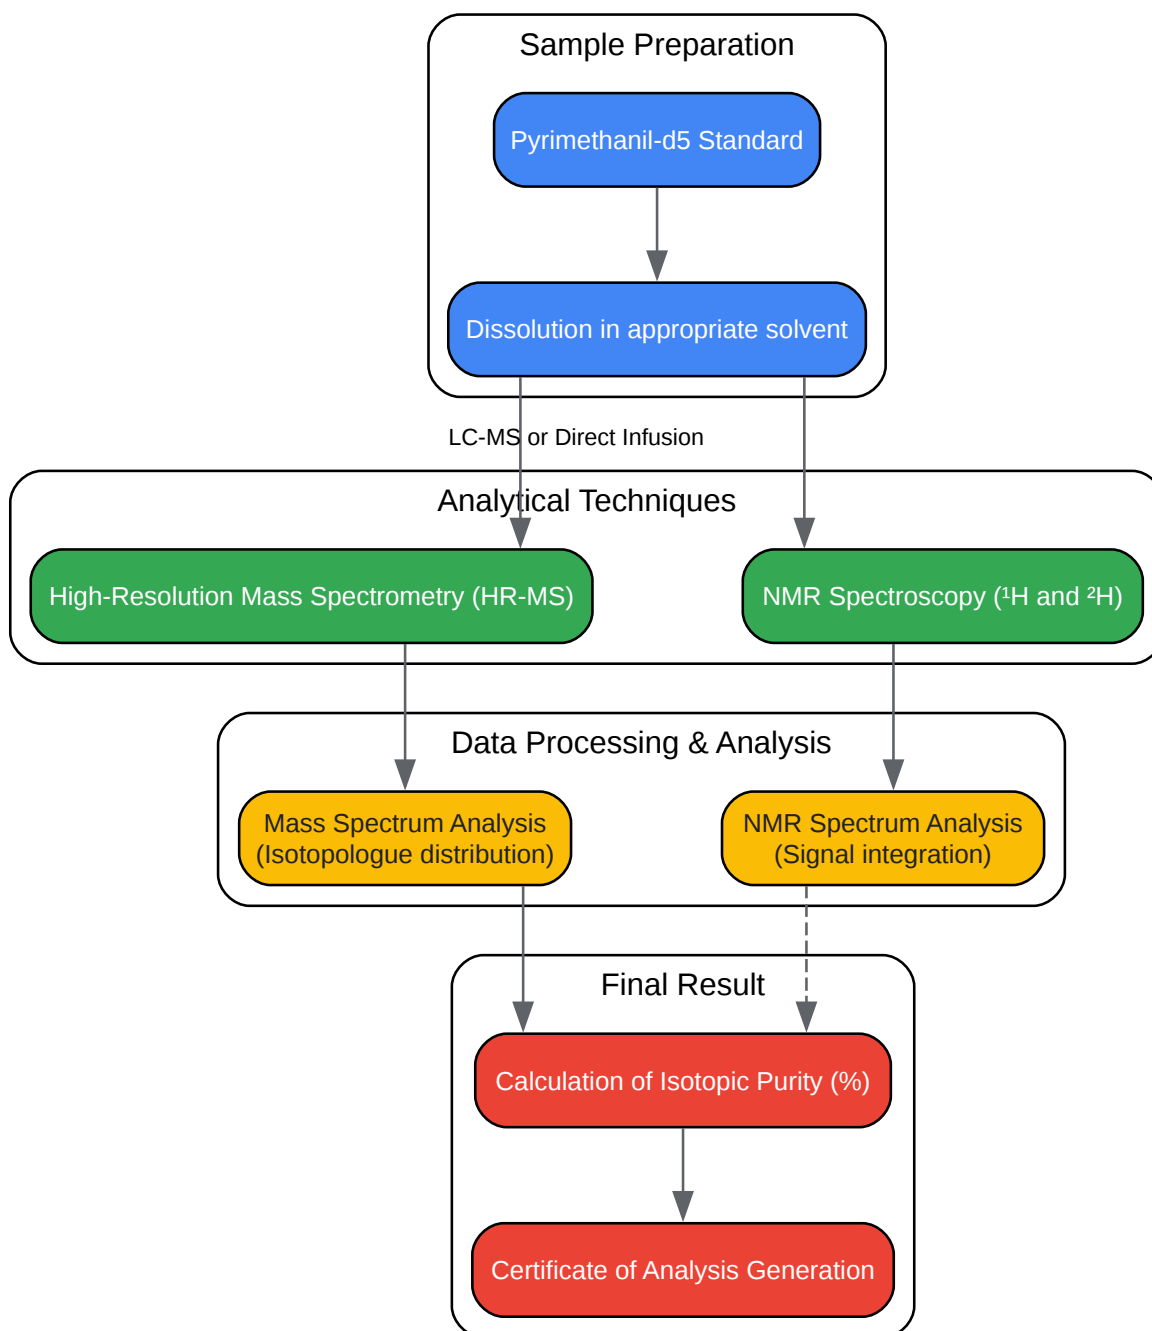 Sample Preparation
Pyrimethanil-d5 Standard
Dissolution in appropriate solvent
LC-MS or Direct Infusion
Analytical Techniques
High-Resolution Mass Spectrometry (HR-MS)
NMR Spectroscopy (¹H and ²H)
Data Processing & Analysis
Mass Spectrum Analysis
(Isotopologue distribution)
NMR Spectrum Analysis
(Signal integration)
Final Result
Calculation of Isotopic Purity (%)
Certificate of Analysis Generation